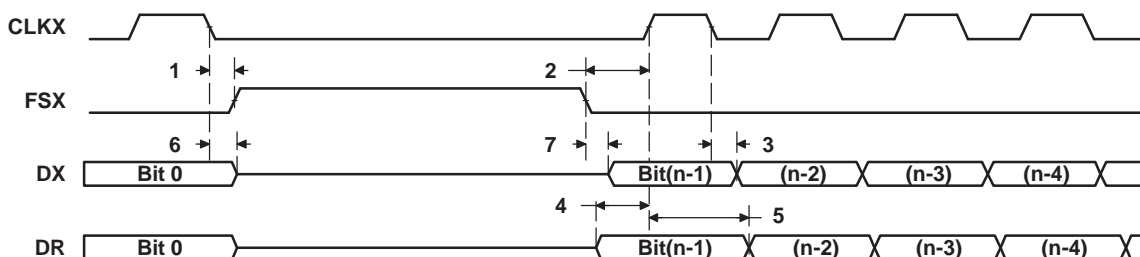 CLKX
1 2
FSX
6 7 3
DX Bit 0 Bit(n-1) (n-2) (n-3) (n-4)
4 5
DR Bit 0 Bit(n-1) (n-2) (n-3) (n-4)